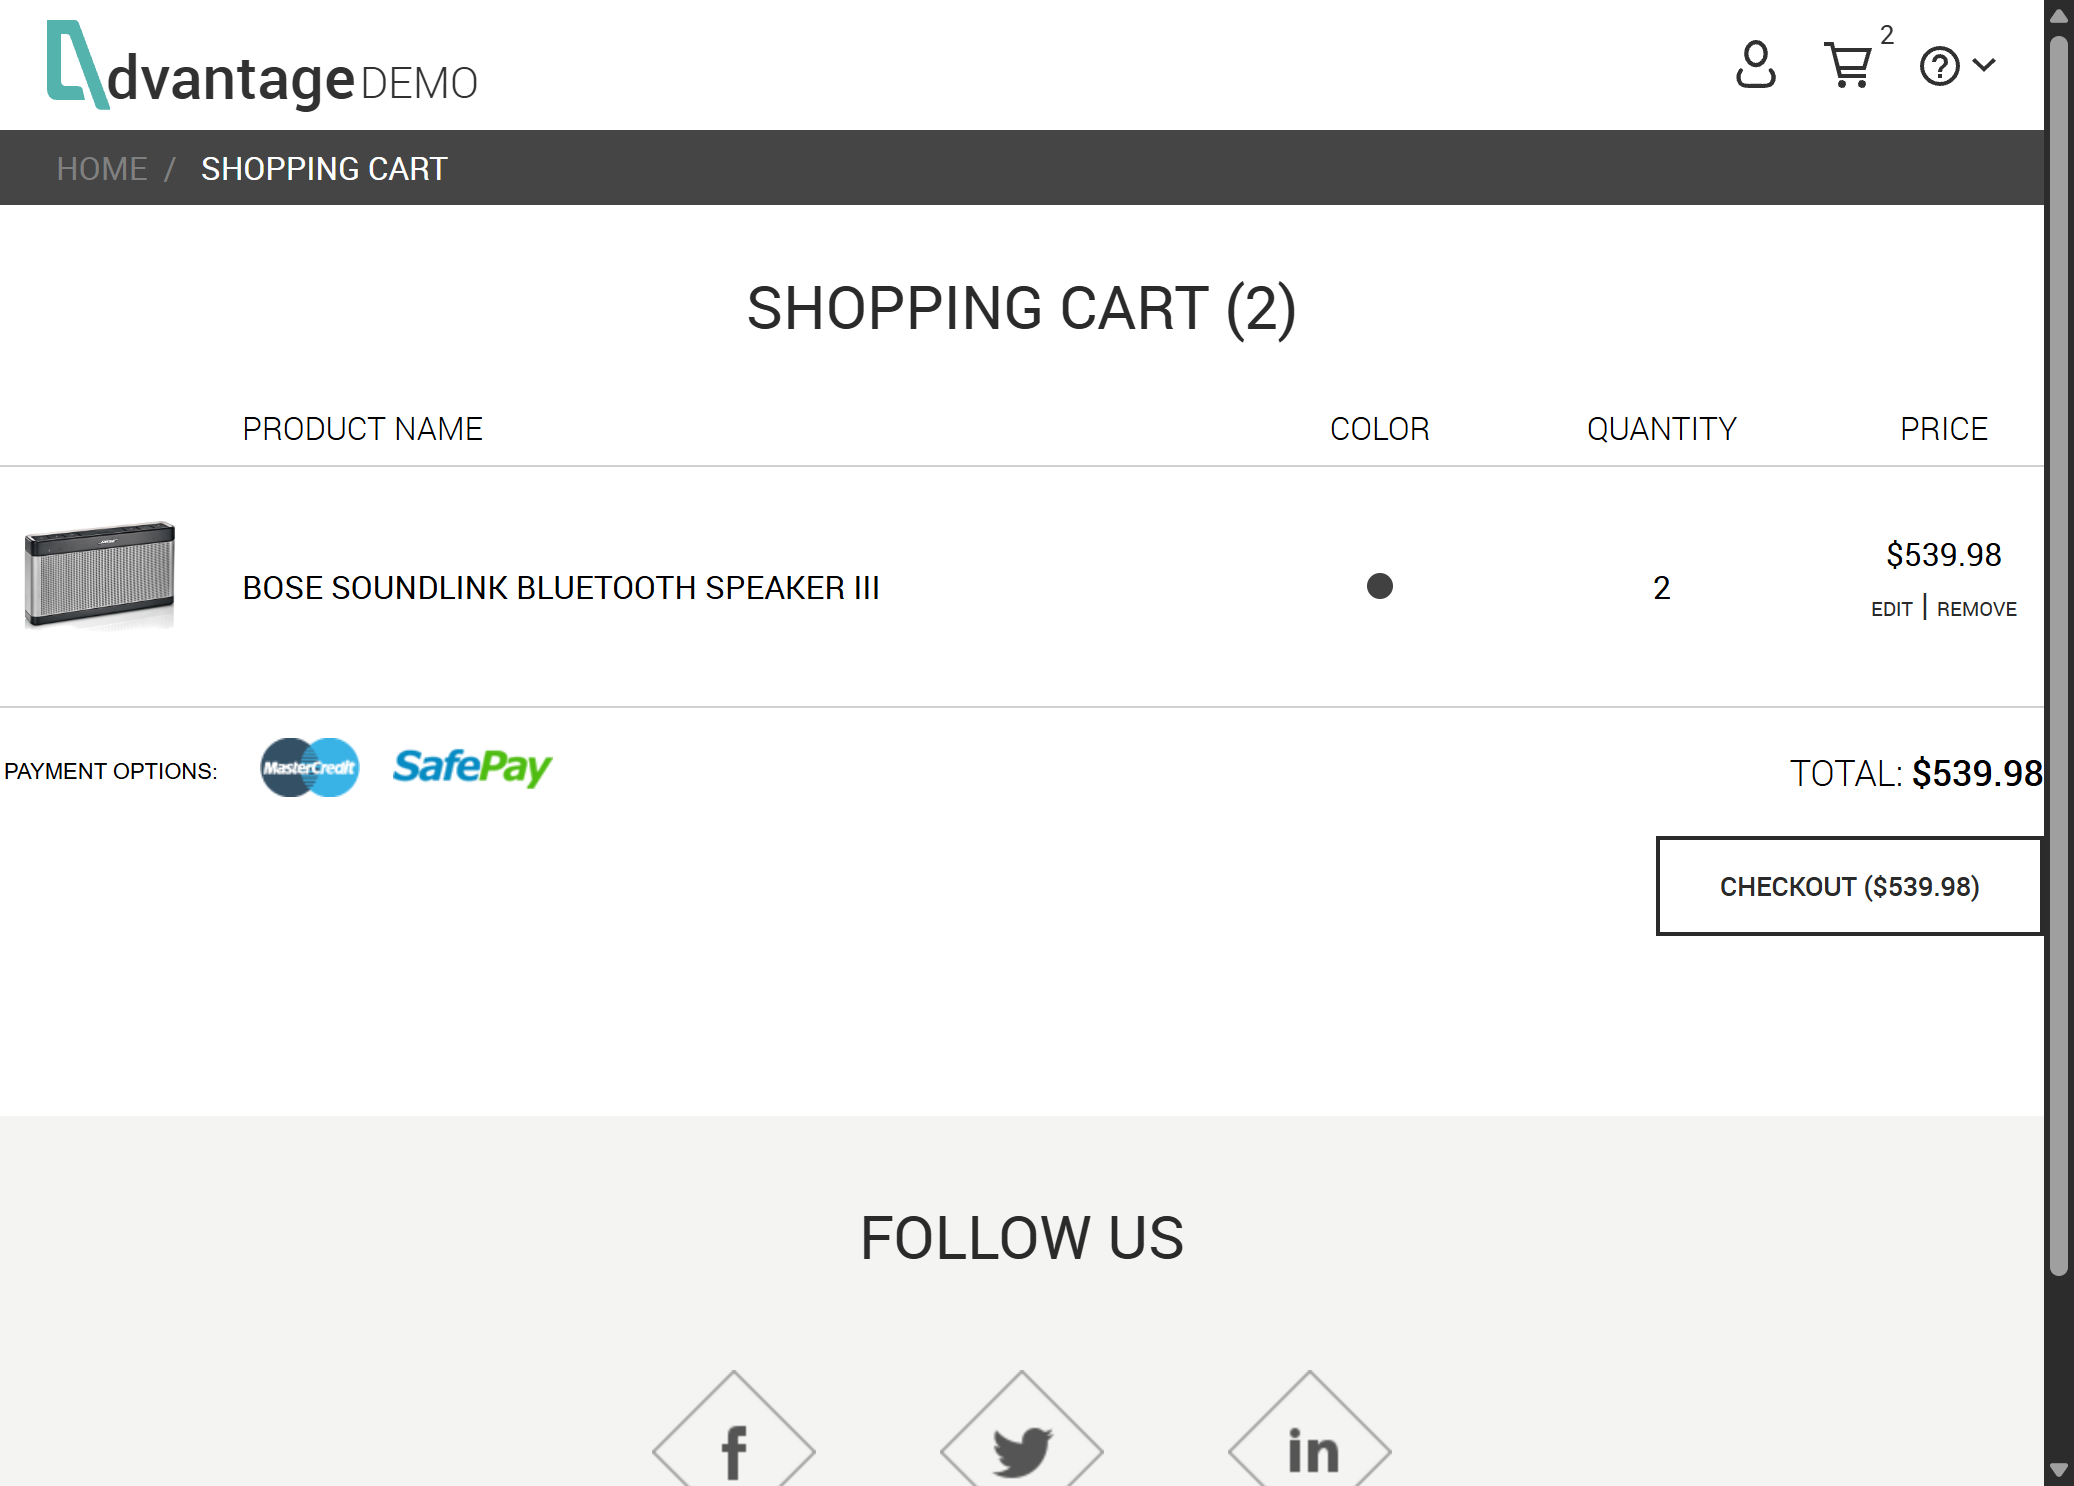 dvantage DEMO
2
HOME / SHOPPING CART
SHOPPING CART (2)
PRODUCT NAME COLOR QUANTITY PRICE
BOSE SOUNDLINK BLUETOOTH SPEAKER III 2 $539.98
EDIT | REMOVE
PAYMENT OPTIONS: MasterCredit SafePay TOTAL: $539.98
CHECKOUT ($539.98)
FOLLOW US
f in